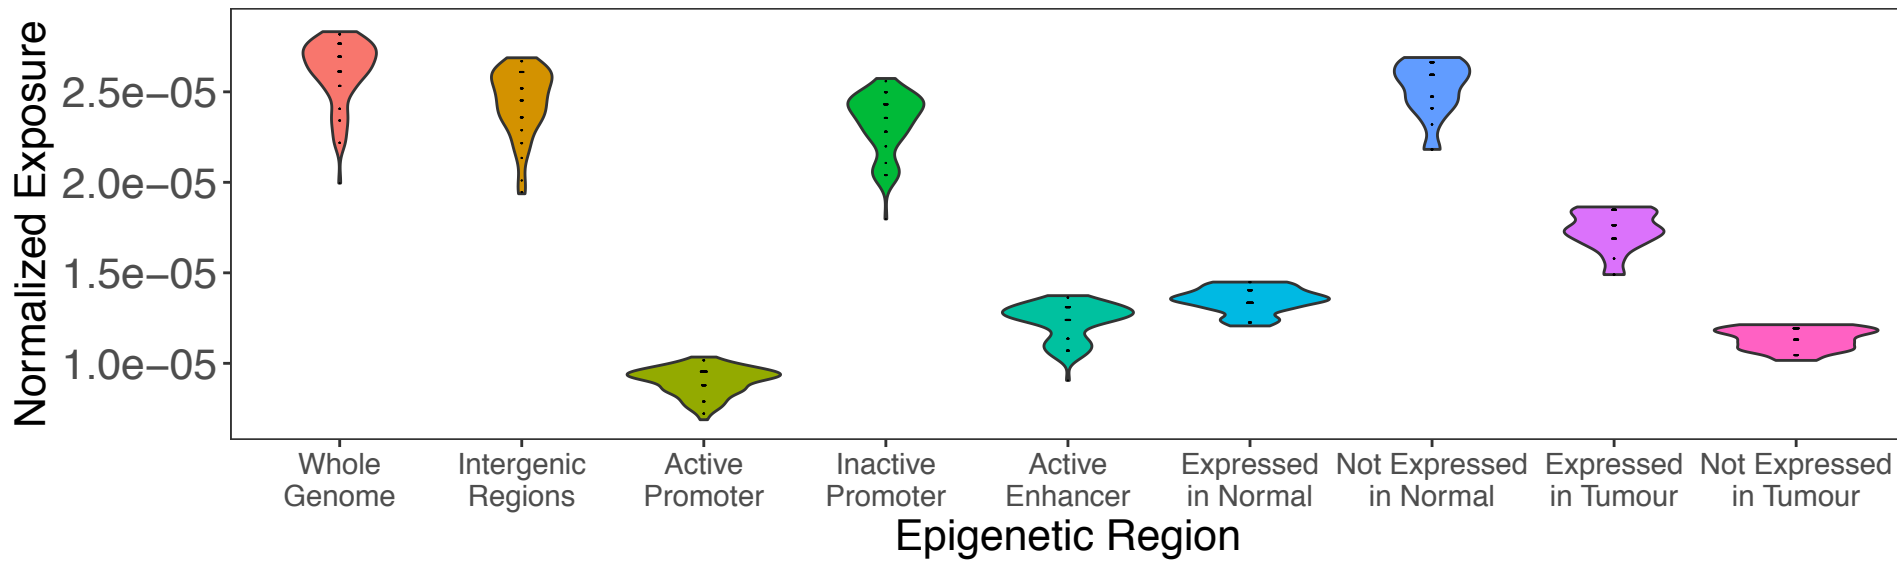 Normalized Exposure
2.5e−05
2.0e−05
1.5e−05
1.0e−05
Whole
Genome
Intergenic
Regions
Active
Promoter
Inactive
Promoter
Active
Enhancer
Expressed
in Normal
Not Expressed
in Normal
Expressed
in Tumour
Not Expressed
in Tumour
Epigenetic Region